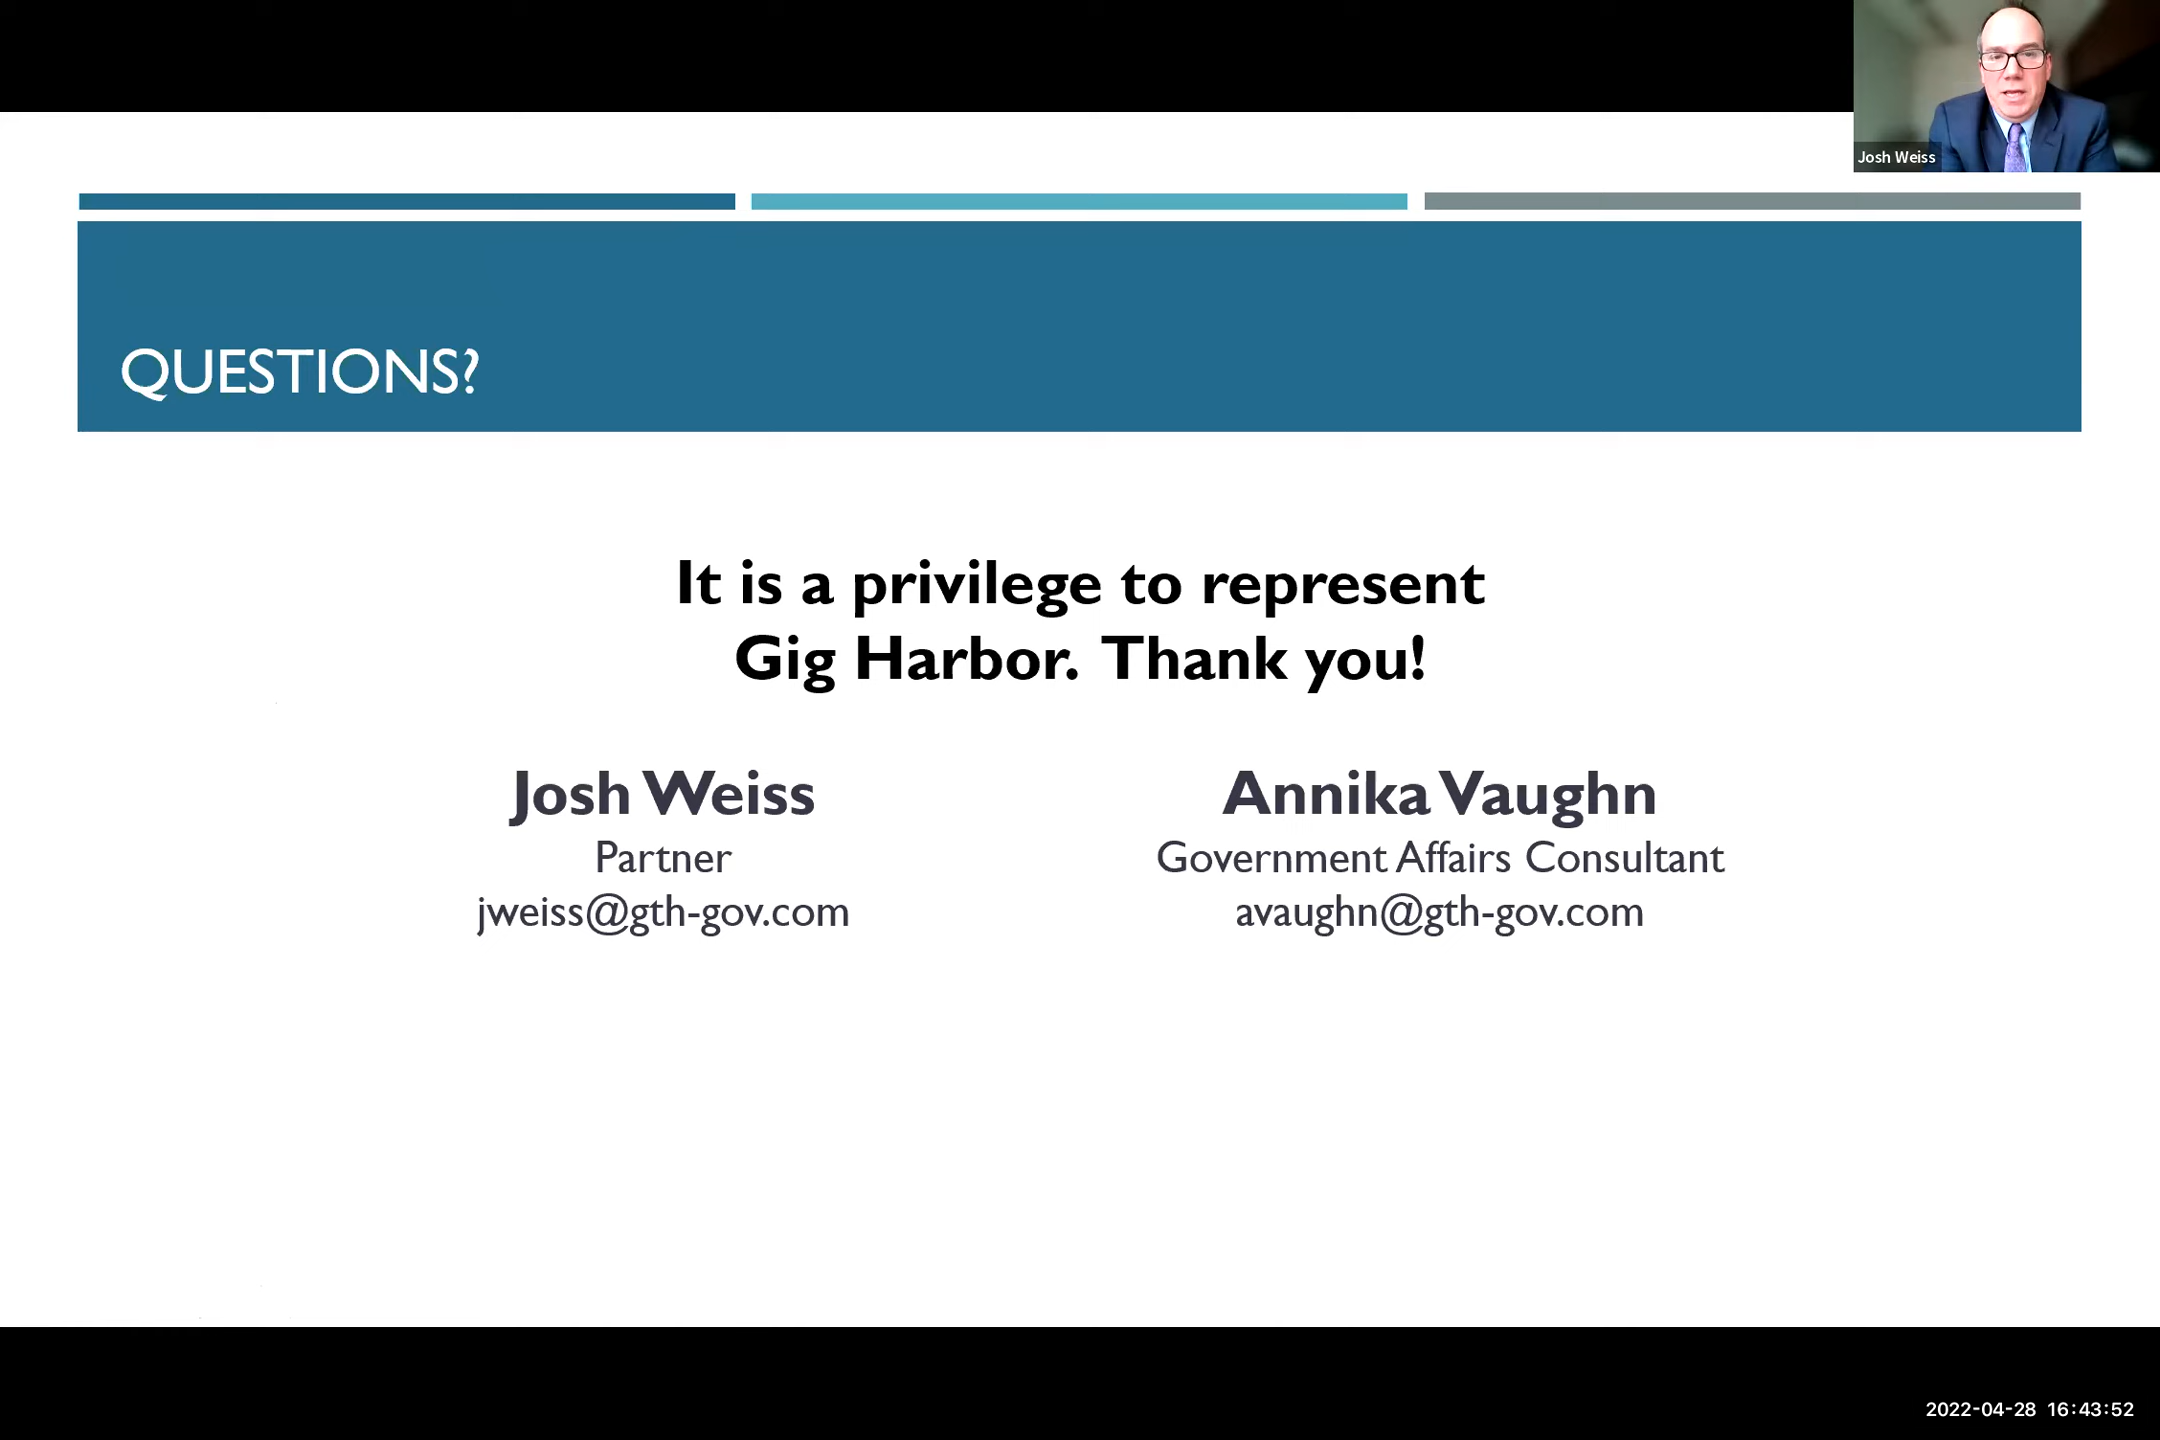 Josh Weiss
QUESTIONS?
It is a privilege to represent
Gig Harbor. Thank you!
Josh Weiss
Partner
jweiss@gth-gov.com
Annika Vaughn
Government Affairs Consultant
avaughn@gth-gov.com
2022-04-28 16:43:52